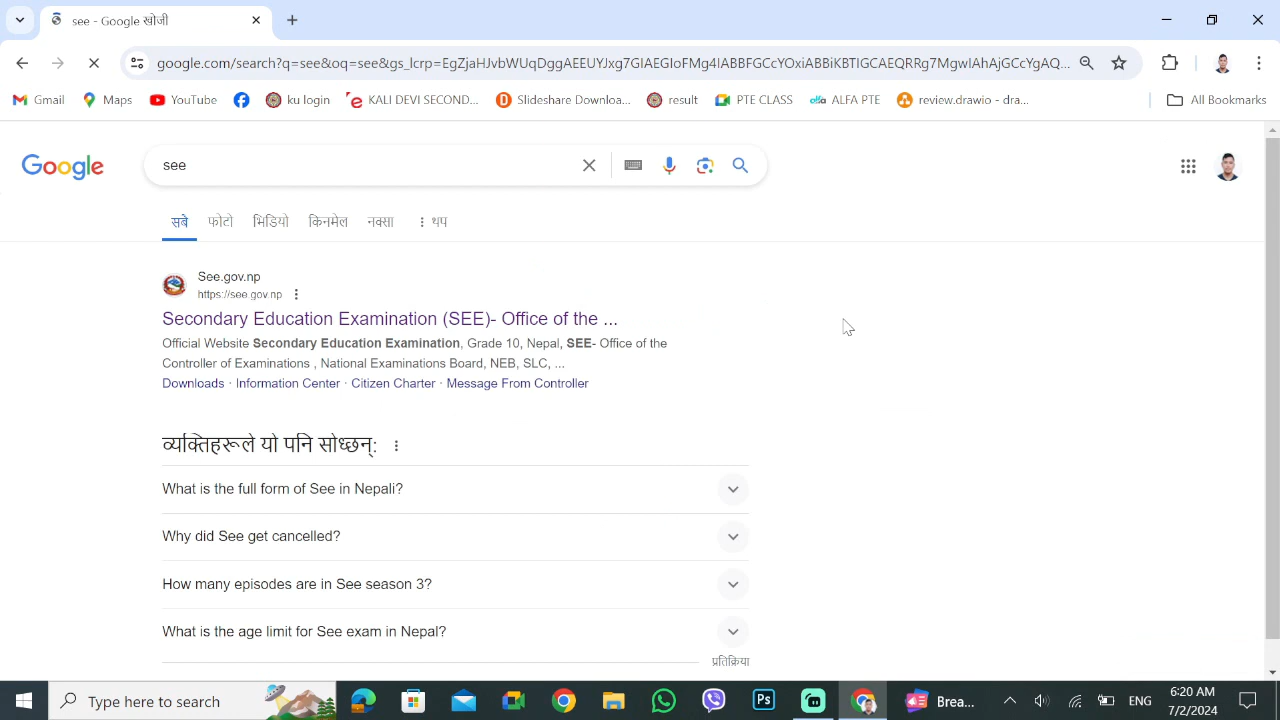 see - Google खोजी
google.com/search?q=see&oq=see&gs_lcrp=EgZjaHJvbWUqDggAEEUYJxg7GIAEGIoFMg4IABBFGCcYOxiABBiKBTIGCAEQRRg7MgwIAhAjGCcYgAQ...
Gmail Maps YouTube ku login KALI DEVI SECOND... Slideshare Downloa... result PTE CLASS ALFA PTE review.drawio - dra... All Bookmarks
Google see
सबै फोटो भिडियो किनमेल नक्सा थप
See.gov.np
https://see.gov.np
Secondary Education Examination (SEE)- Office of the ...
Official Website Secondary Education Examination, Grade 10, Nepal, SEE- Office of the
Controller of Examinations , National Examinations Board, NEB, SLC, ...
Downloads · Information Center · Citizen Charter · Message From Controller
व्यक्तिहरूले यो पनि सोध्छन्:
What is the full form of See in Nepali?
Why did See get cancelled?
How many episodes are in See season 3?
What is the age limit for See exam in Nepal?
प्रतिक्रिया
Type here to search Ps Brea... ENG 6:20 AM
7/2/2024